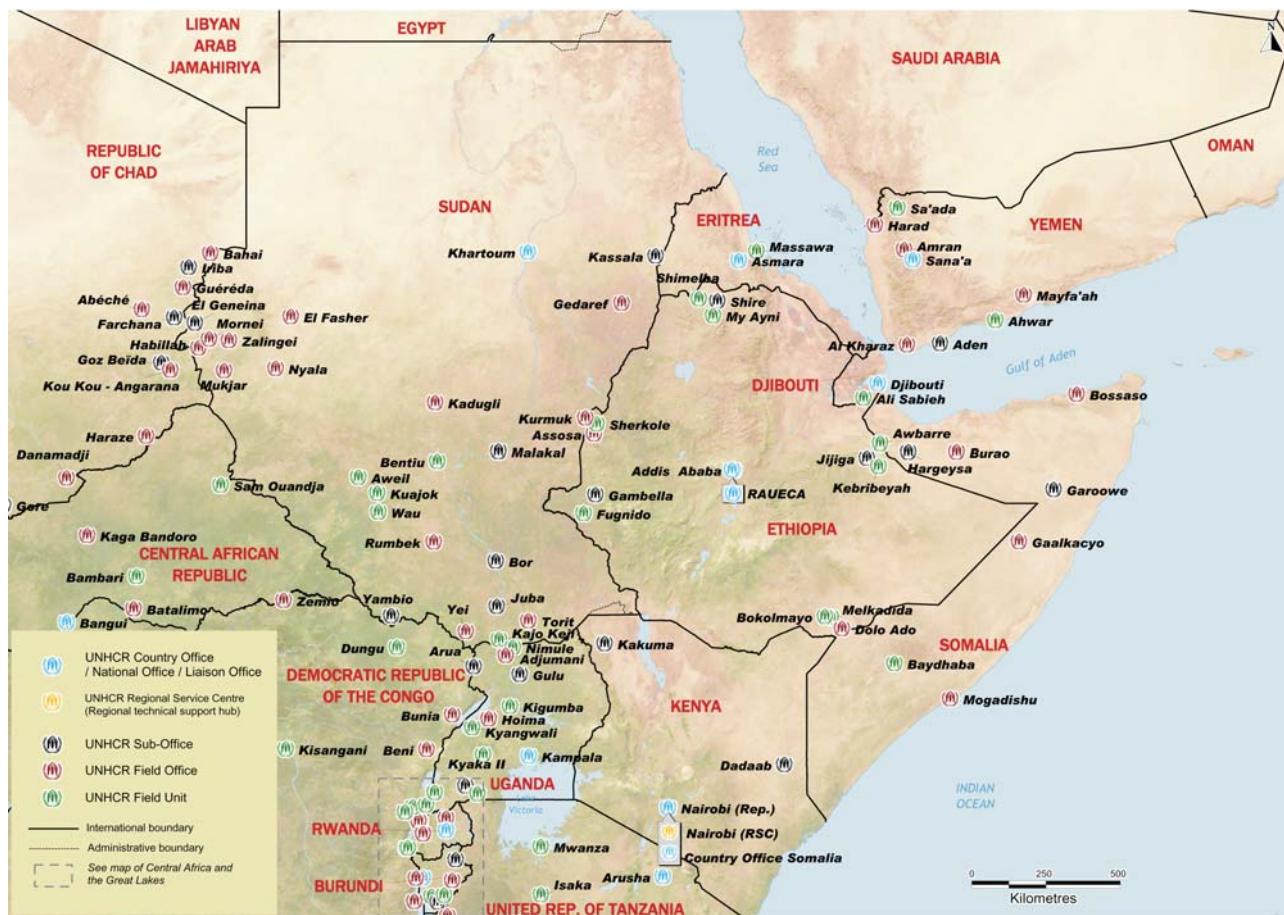 LIBYAN
ARAB
JAMAHIRIYA
EGYPT
SAUDI ARABIA
N
REPUBLIC
OF CHAD
OMAN
Red
Sea
SUDAN
ERITREA
YEMEN
Sa'ada
Harad
Amran
Sana'a
Khartoum
Kassala
Massawa
Asmara
Bahai
Iriba
Guéréda
Shimelba
Shire
My Ayni
Gedaref
Mayfa'ah
Ahwar
Abéché
El Geneina
Farchana
Mornei
El Fasher
Habillah
Zalingei
Al Kharaz
Aden
Gulf of Aden
Goz Beïda
Kou Kou - Angarana
Mukjar
Nyala
DJIBOUTI
Djibouti
Ali Sabieh
Bossaso
Kadugli
Kurmuk
Sherkole
Assosa
Haraze
Danamadji
Malakal
Awbarre
Jijiga
Hargeysa
Burao
Kebribeyah
Bentiu
Aweil
Kuajok
Wau
Sam Ouandja
Addis Ababa
RAUECA
Gambella
Fugnido
Garoowe
Gore
Kaga Bandoro
CENTRAL AFRICAN
REPUBLIC
Rumbek
ETHIOPIA
Gaalkacyo
Bor
Bambari
Batalimo
Bangui
Zemio
Yambio
Juba
Yei
Torit
Kajo Keji
Nimule
Adjumani
Arua
Gulu
Dungu
Kakuma
Bokolmayo
Melkadida
Dolo Ado
SOMALIA
Baydhaba
Mogadishu
DEMOCRATIC REPUBLIC
OF THE CONGO
KENYA
Bunia
Kigumba
Hoima
Kyangwali
Kisangani
Beni
Kyaka II
Kampala
UGANDA
Dadaab
Lake
Victoria
INDIAN
OCEAN
Nairobi (Rep.)
Nairobi (RSC)
Country Office Somalia
RWANDA
Mwanza
BURUNDI
Isaka
Arusha
UNITED REP. OF TANZANIA
UNHCR Country Office
/ National Office / Liaison Office
UNHCR Regional Service Centre
(Regional technical support hub)
UNHCR Sub-Office
UNHCR Field Office
UNHCR Field Unit
International boundary
Administrative boundary
See map of Central Africa and
the Great Lakes
0 250 500
Kilometres